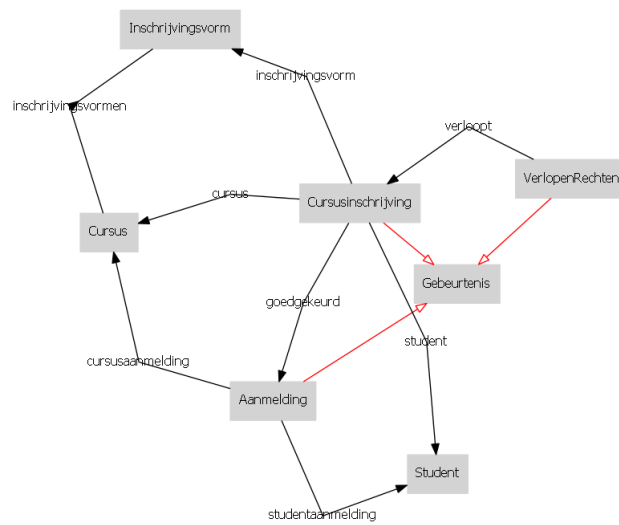 Inschrijvingsvorm
inschrijvingsvorm
inschrijvingsvormen
verloopt
VerlopenRechten
cursus
Cursusinschrijving
Cursus
Gebeurtenis
goedgekeurd
student
cursusaanmelding
Aanmelding
Student
studentaanmelding